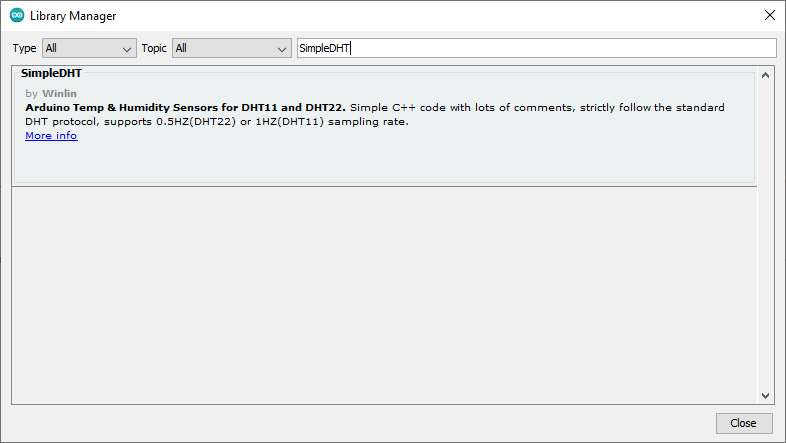 Library Manager
Type All Topic All SimpleDHT
SimpleDHT
by Winlin
Arduino Temp & Humidity Sensors for DHT11 and DHT22. Simple C++ code with lots of comments, strictly follow the standard
DHT protocol, supports 0.5HZ(DHT22) or 1HZ(DHT11) sampling rate.
More info
Close